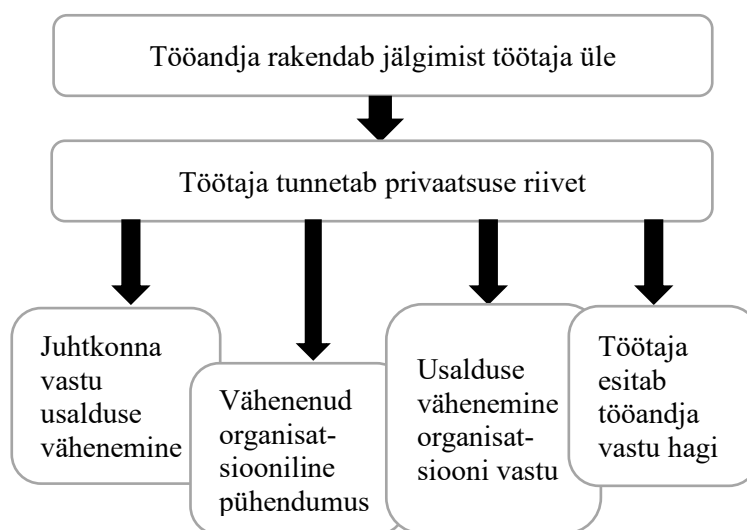 Tööandja rakendab jälgimist töötaja üle
Töötaja tunnetab privaatsuse riivet
Juhtkonna
vastu
usalduse
vähenemine
Vähenenud
organisat-
siooniline
pühendumus
Usalduse
vähenemine
organisat-
siooni vastu
Töötaja
esitab
tööandja
vastu hagi